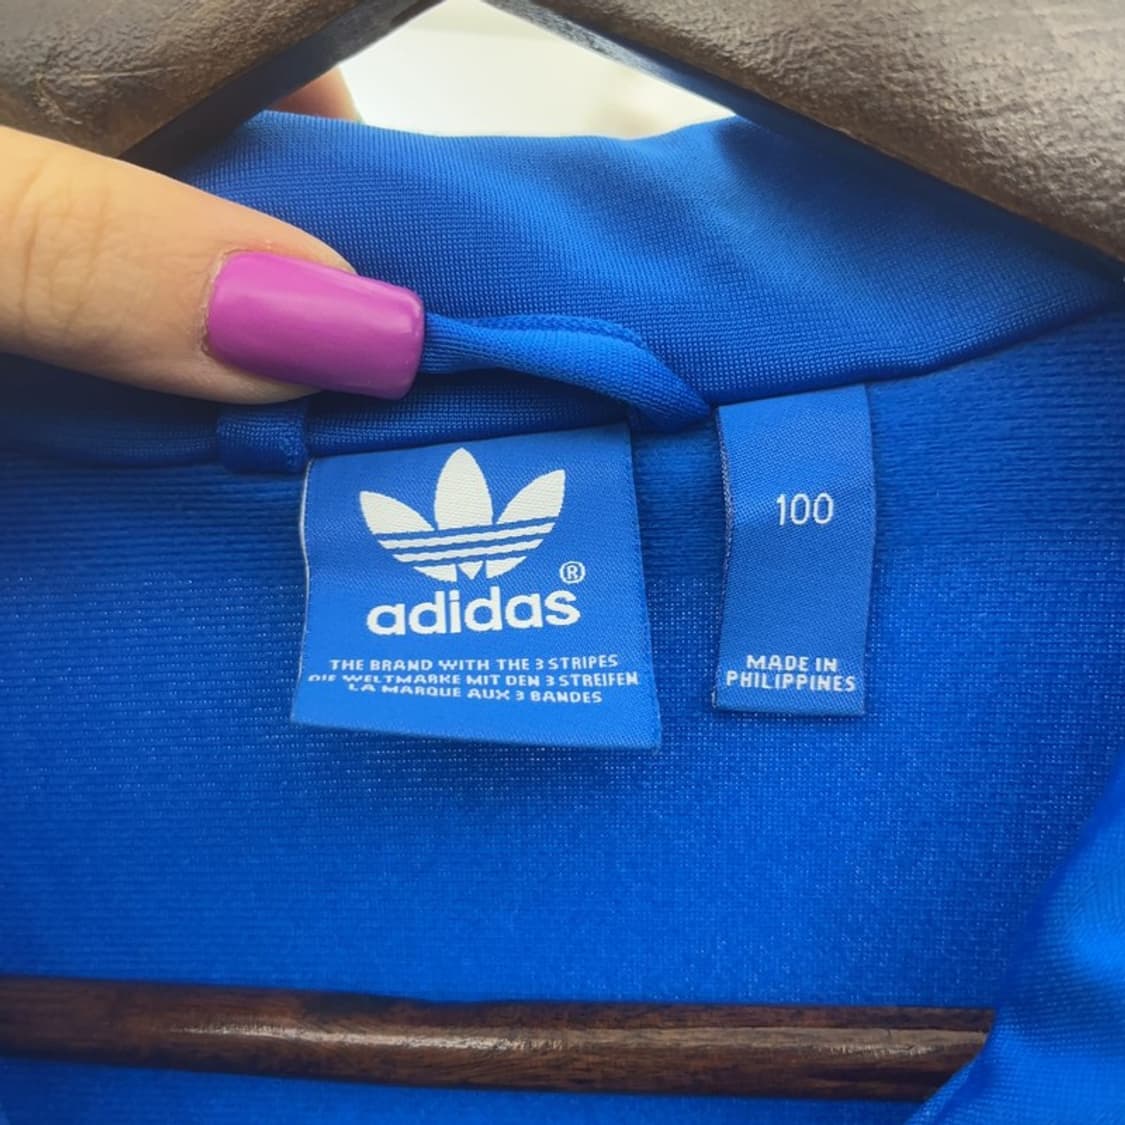 adidas®
THE BRAND WITH THE 3 STRIPES
DIE WELTMARKE MIT DEN 3 STREIFEN
LA MARQUE AUX 3 BANDES
100
MADE IN
PHILIPPINES